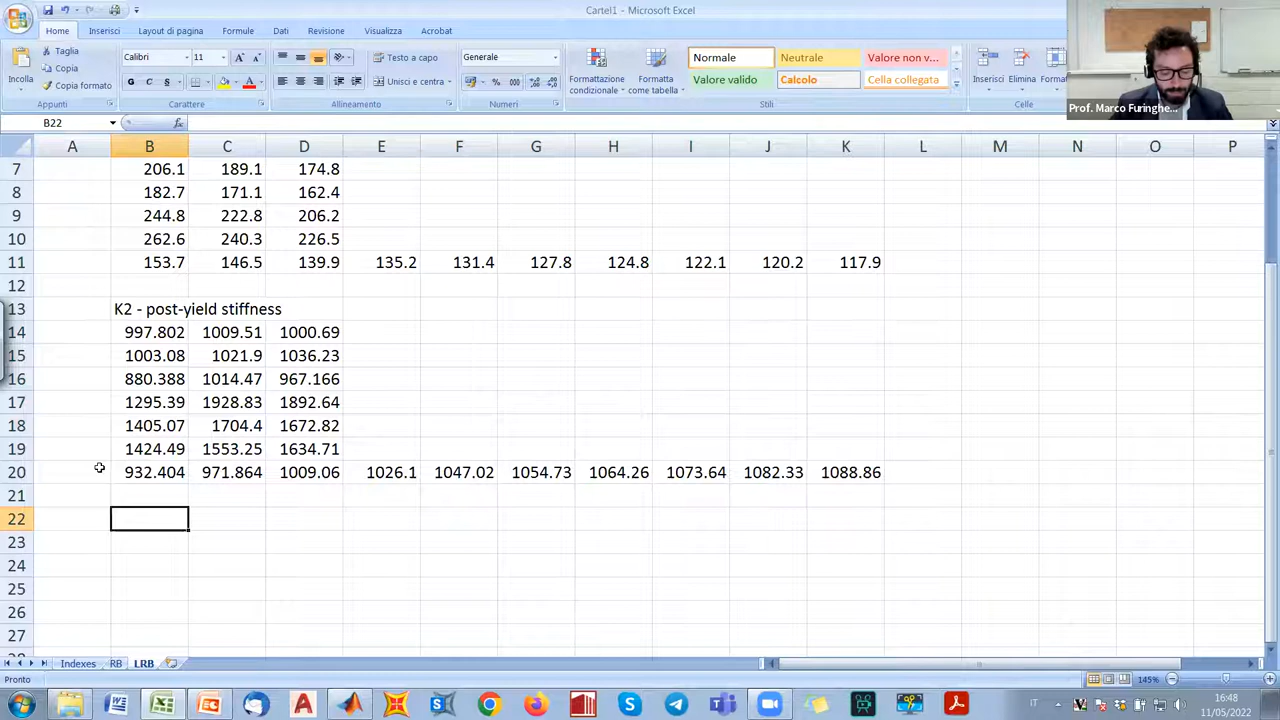 Cartel1 - Microsoft Excel
Home Inserisci Layout di pagina Formule Dati Revisione Visualizza Acrobat
Incolla
Taglia
Copia
Copia formato
Appunti
Calibri 11
G C S
Carattere
Testo a capo
Unisci e centra
Allineamento
Generale
% 000
Numeri
Formattazione condizionale
Formatta come tabella
Normale Neutrale Valore non v...
Valore valido Calcolo Cella collegata
Stili
Inserisci Elimina Form
Celle
Prof. Marco Furinghe...
B22 fx
A B C D E F G H I J K L M N O P
7 206.1 189.1 174.8
8 182.7 171.1 162.4
9 244.8 222.8 206.2
10 262.6 240.3 226.5
11 153.7 146.5 139.9 135.2 131.4 127.8 124.8 122.1 120.2 117.9
12
13 K2 - post-yield stiffness
14 997.802 1009.51 1000.69
15 1003.08 1021.9 1036.23
16 880.388 1014.47 967.166
17 1295.39 1928.83 1892.64
18 1405.07 1704.4 1672.82
19 1424.49 1553.25 1634.71
20 932.404 971.864 1009.06 1026.1 1047.02 1054.73 1064.26 1073.64 1082.33 1088.86
21
22
23
24
25
26
27
Indexes RB LRB
Pronto 145%
IT 16:48
11/05/2022